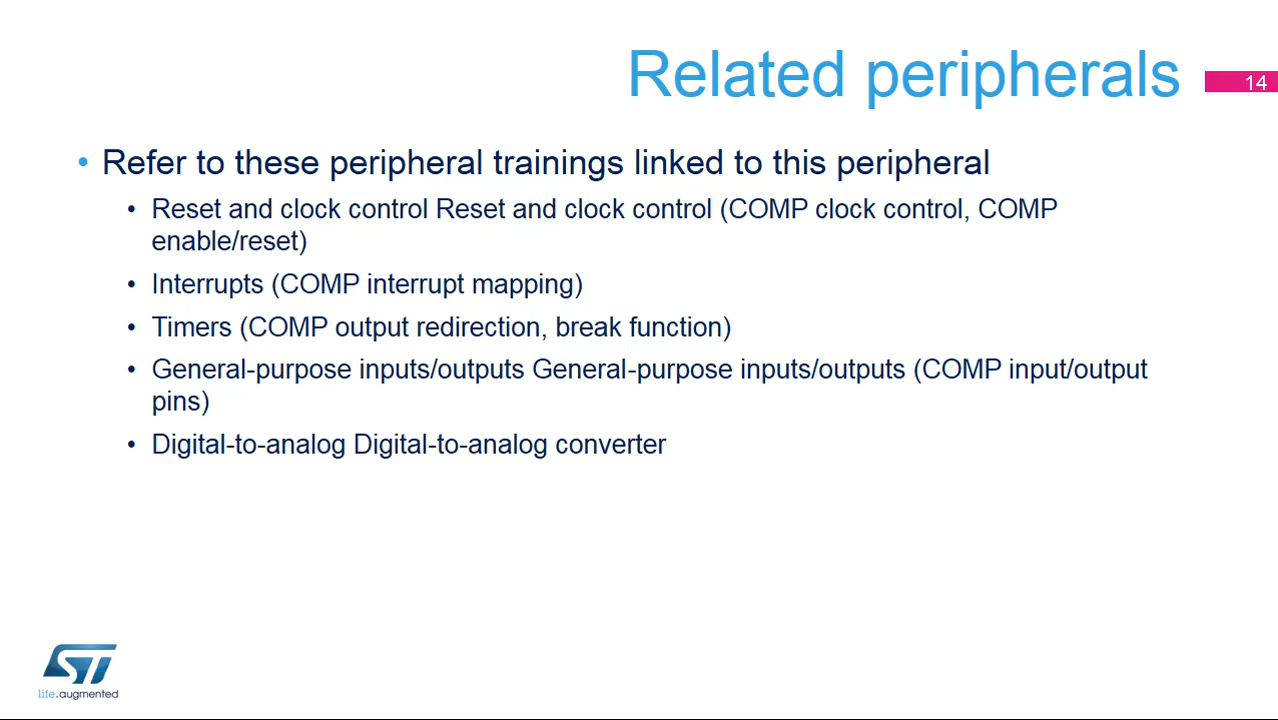 Related peripherals
14
• Refer to these peripheral trainings linked to this peripheral
• Reset and clock control Reset and clock control (COMP clock control, COMP
enable/reset)
• Interrupts (COMP interrupt mapping)
• Timers (COMP output redirection, break function)
• General-purpose inputs/outputs General-purpose inputs/outputs (COMP input/output
pins)
• Digital-to-analog Digital-to-analog converter
ST
life.augmented